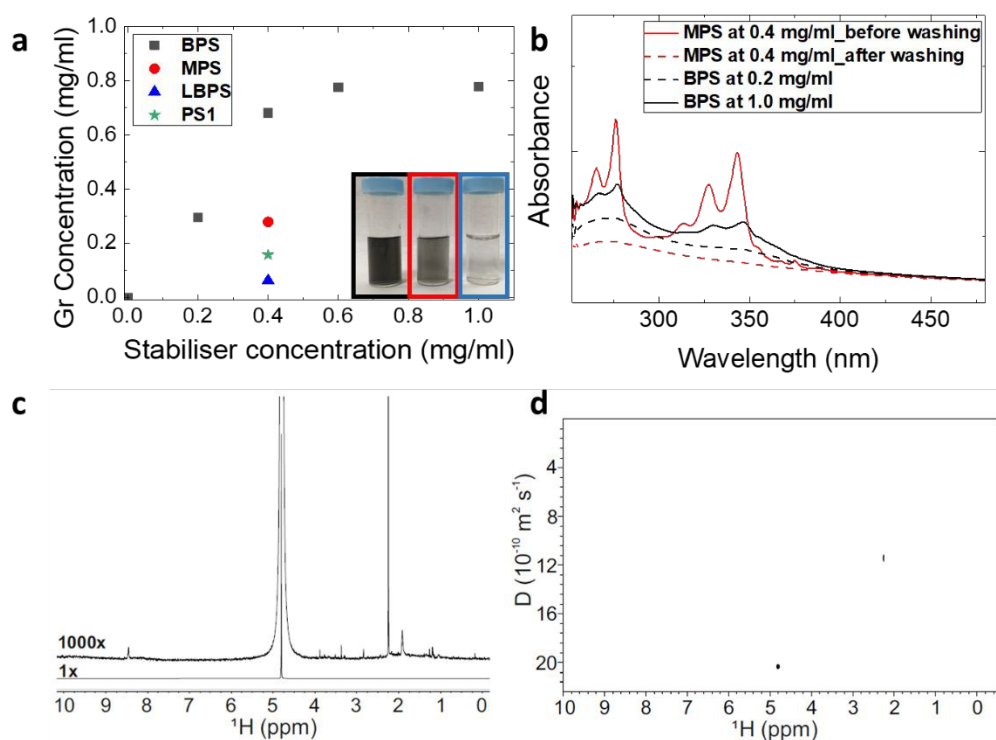 a
Gr Concentration (mg/ml)
1.0
0.8
0.6
0.4
0.2
0.0
BPS
MPS
LBPS
PS1
0.0 0.2 0.4 0.6 0.8 1.0
Stabiliser concentration (mg/ml)
b
Absorbance
MPS at 0.4 mg/ml_before washing
MPS at 0.4 mg/ml_after washing
BPS at 0.2 mg/ml
BPS at 1.0 mg/ml
300 350 400 450
Wavelength (nm)
c
1000x
1x
10 9 8 7 6 5 4 3 2 1 0
¹H (ppm)
d
D (10⁻¹⁰ m² s⁻¹)
4
8
12
16
20
10 9 8 7 6 5 4 3 2 1 0
¹H (ppm)